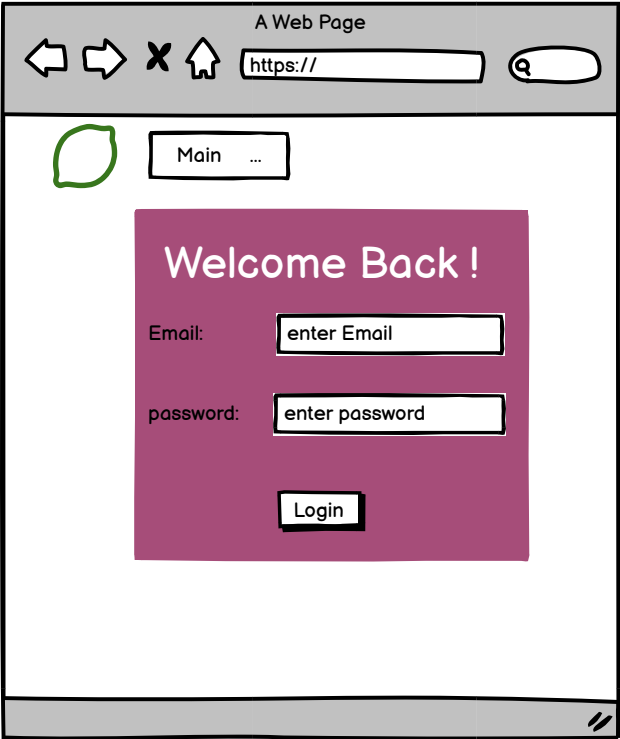 A Web Page
https://
Main ...
Welcome Back !
Email: enter Email
password: enter password
Login